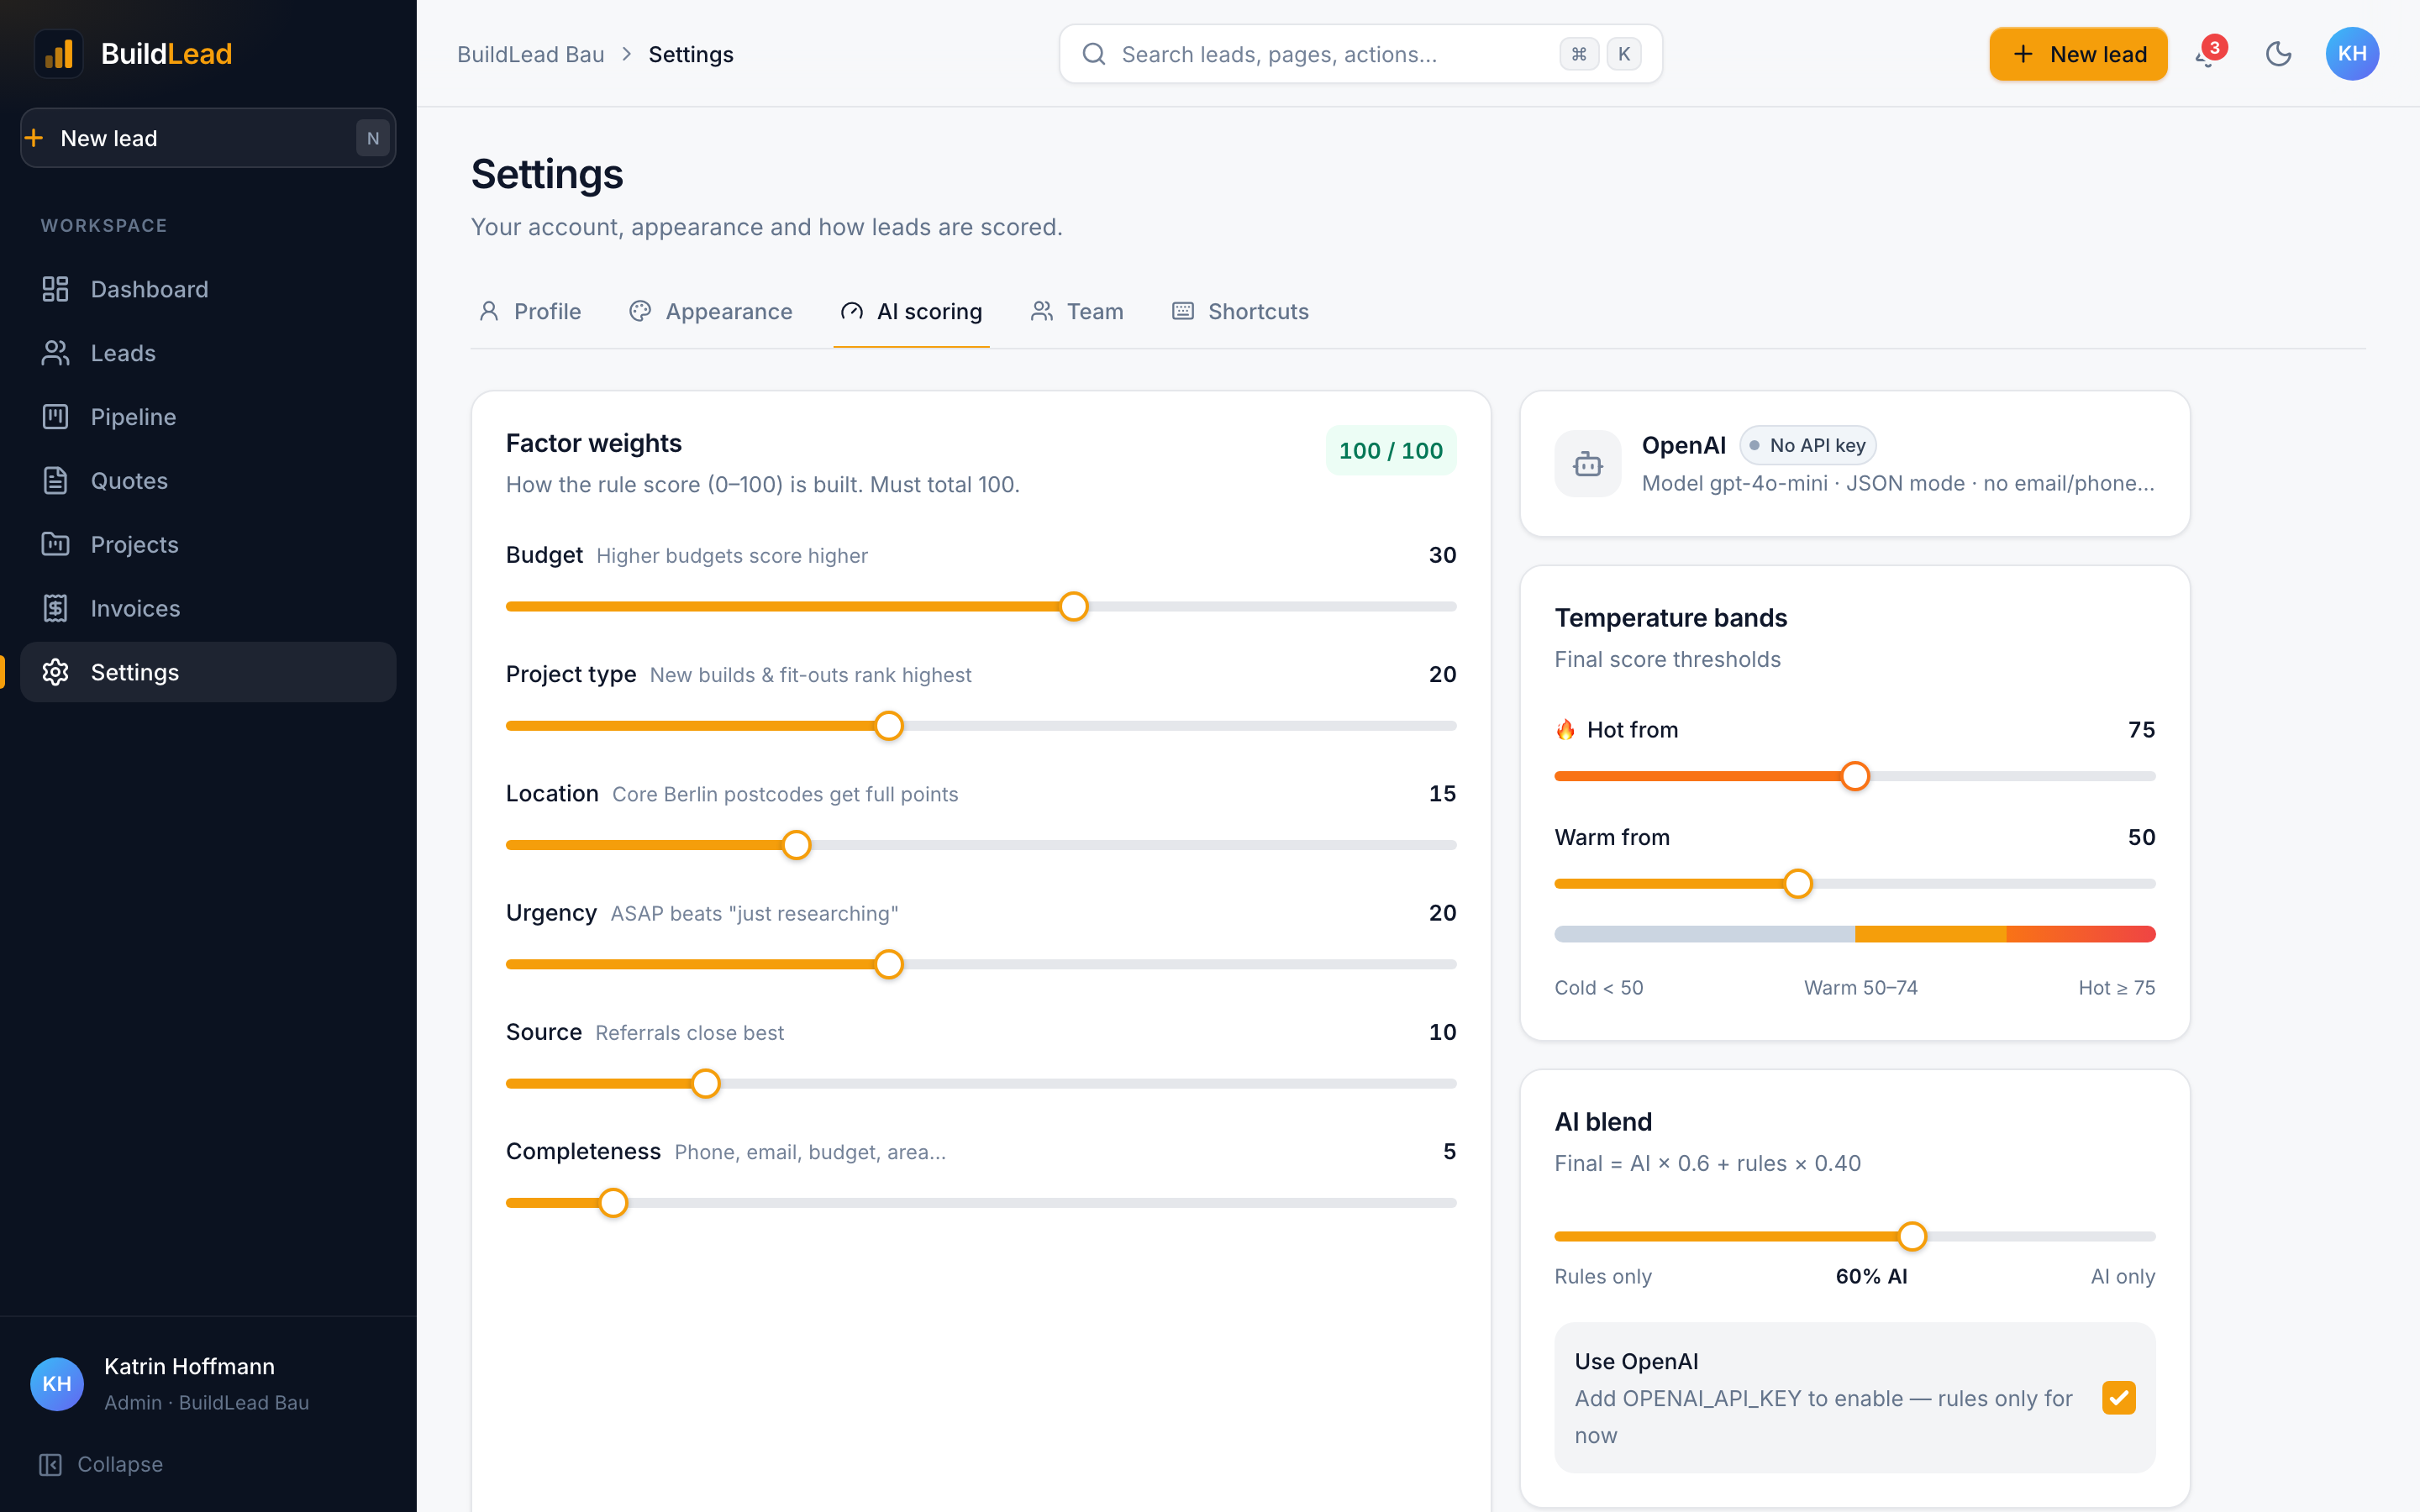 BuildLead
New lead
N
WORKSPACE
Dashboard
Leads
Pipeline
Quotes
Projects
Invoices
Settings
KH
Katrin Hoffmann
Admin · BuildLead Bau
Collapse
BuildLead Bau
Settings
Search leads, pages, actions...
⌘ K
New lead
3
KH
Settings
Your account, appearance and how leads are scored.
Profile
Appearance
AI scoring
Team
Shortcuts
Factor weights
100 / 100
How the rule score (0–100) is built. Must total 100.
Budget Higher budgets score higher 30
Project type New builds & fit-outs rank highest 20
Location Core Berlin postcodes get full points 15
Urgency ASAP beats "just researching" 20
Source Referrals close best 10
Completeness Phone, email, budget, area... 5
OpenAI No API key
Model gpt-4o-mini · JSON mode · no email/phone...
Temperature bands
Final score thresholds
🔥 Hot from 75
Warm from 50
Cold < 50 Warm 50–74 Hot ≥ 75
AI blend
Final = AI × 0.6 + rules × 0.40
Rules only 60% AI AI only
Use OpenAI
Add OPENAI_API_KEY to enable — rules only for
now